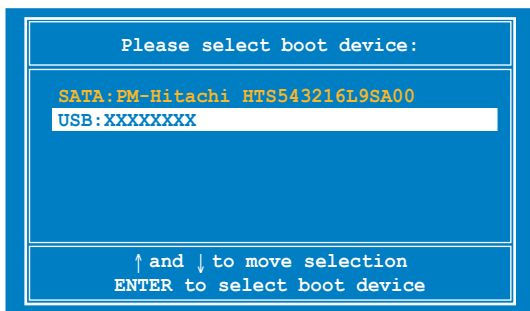 Please select boot device:
SATA:PM-Hitachi HTS543216L9SA00
USB:XXXXXXXX
↑and ↓to move selection
ENTER to select boot device